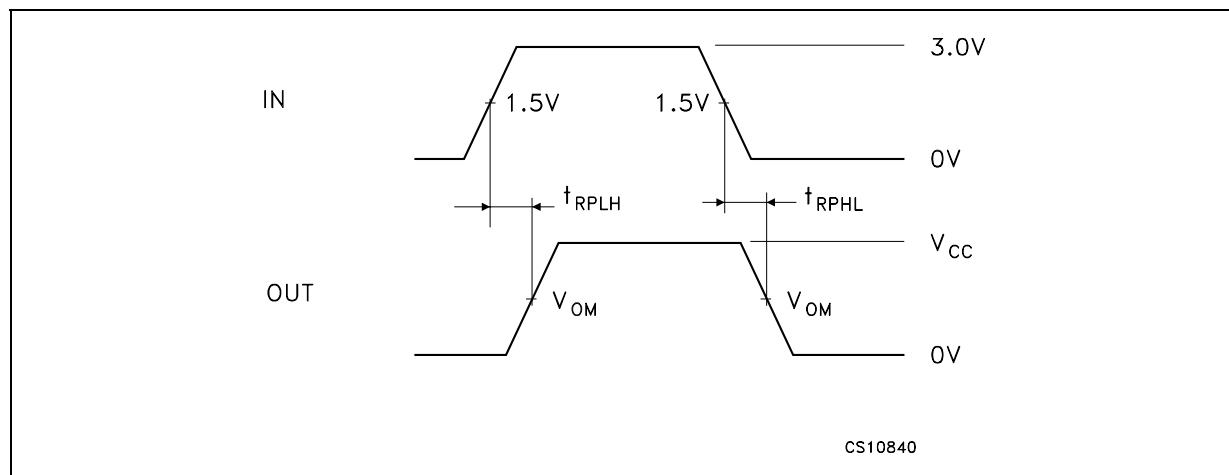 3.0V
IN
1.5V 1.5V
0V
tRPLH tRPHL
VCC
OUT
VOM VOM
0V
CS10840